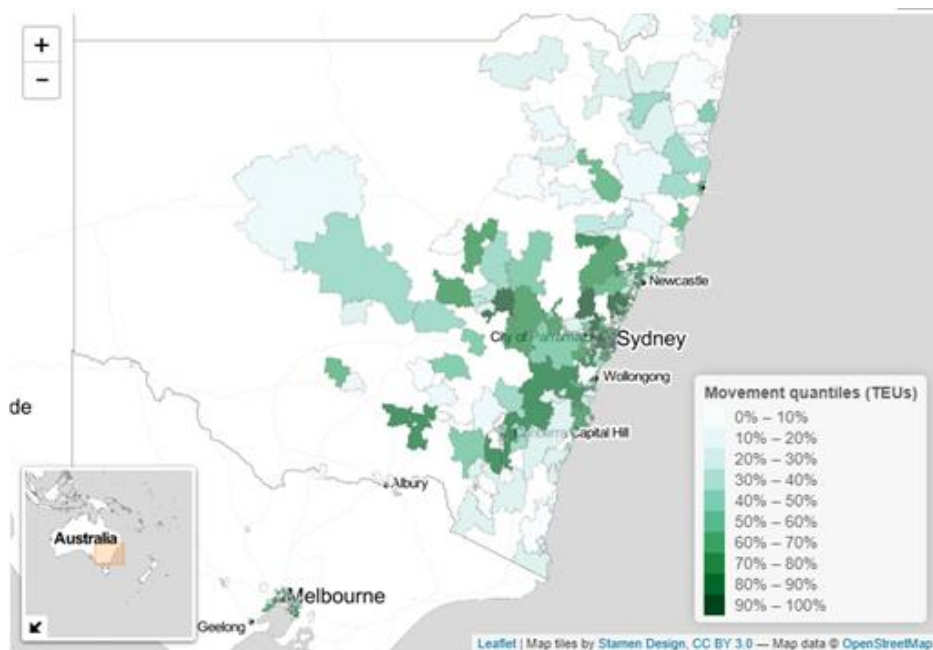 +
−
Newcastle
City of Parramatta
Sydney
Wollongong
de
Canberra Capital Hill
Albury
Melbourne
Geelong
Australia
Movement quantiles (TEUs)
0% – 10%
10% – 20%
20% – 30%
30% – 40%
40% – 50%
50% – 60%
60% – 70%
70% – 80%
80% – 90%
90% – 100%
Leaflet | Map tiles by Stamen Design, CC BY 3.0 — Map data © OpenStreetMap